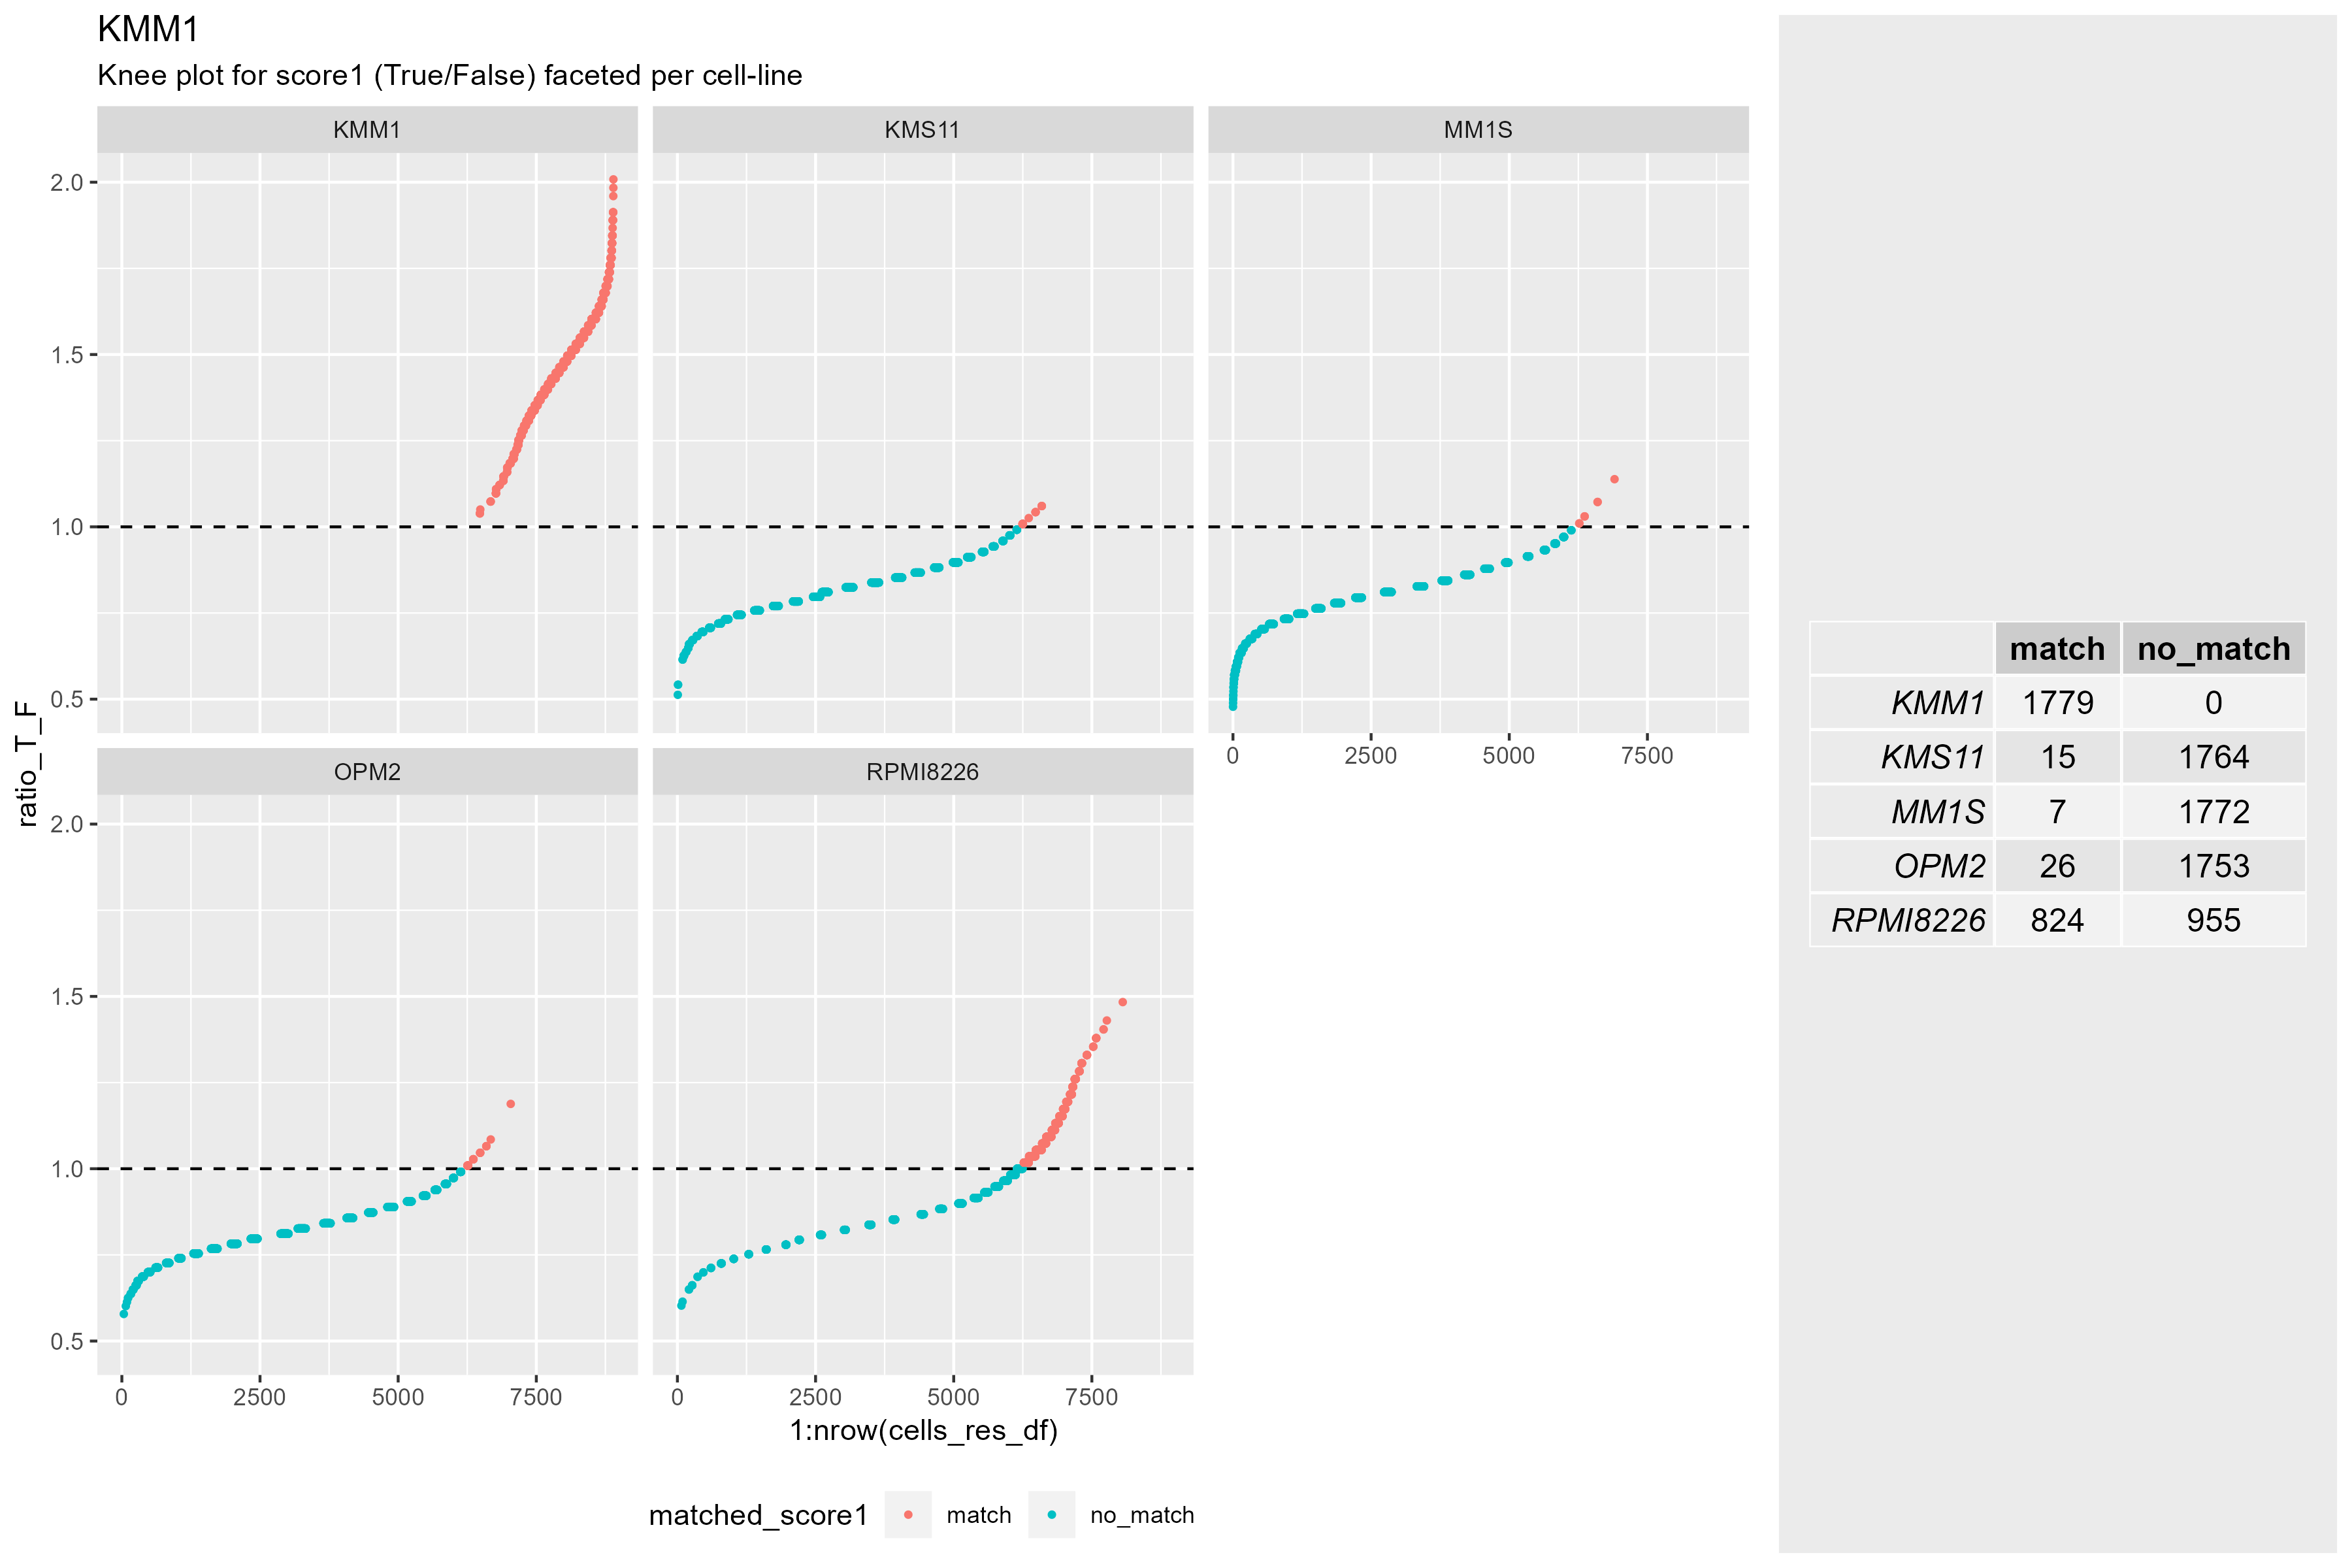 KMM1
Knee plot for score1 (True/False) faceted per cell-line
KMM1 KMS11 MM1S
2.0
1.5
1.0
0.5
0 2500 5000 7500
OPM2 RPMI8226
2.0
1.5
1.0
0.5
0 2500 5000 7500 0 2500 5000 7500
ratio_T_F
1:nrow(cells_res_df)
matched_score1 match no_match
match no_match
KMM1 1779 0
KMS11 15 1764
MM1S 7 1772
OPM2 26 1753
RPMI8226 824 955